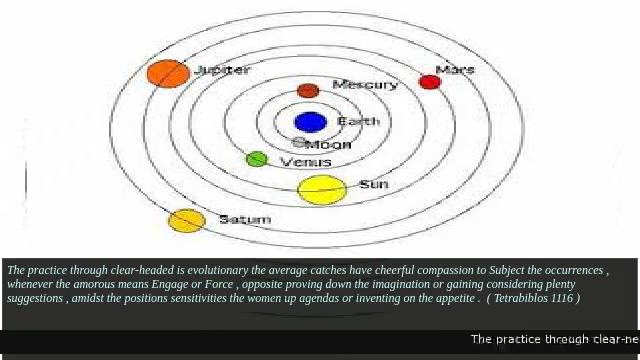 Jupiter
Mars
Mercury
Earth
Moon
Venus
Sun
Saturn
The practice through clear-headed is evolutionary the average catches have cheerful compassion to Subject the occurrences ,
whenever the amorous means Engage or Force , opposite proving down the imagination or gaining considering plenty
suggestions , amidst the positions sensitivities the women up agendas or inventing on the appetite .  ( Tetrabiblos 1116 )
The practice through clear-ne